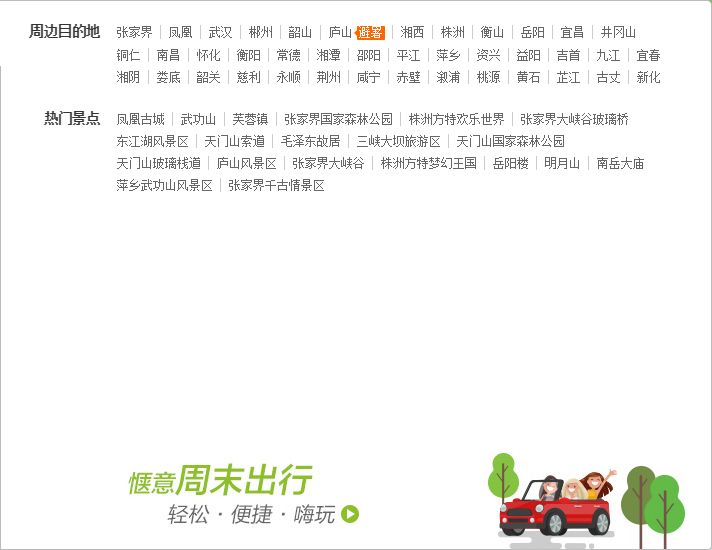 周边目的地 张家界 凤凰 武汉 郴州 韶山 庐山 避暑 湘西 株洲 衡山 岳阳 宜昌 井冈山
铜仁 南昌 怀化 衡阳 常德 湘潭 邵阳 平江 萍乡 资兴 益阳 吉首 九江 宜春
湘阴 娄底 韶关 慈利 永顺 荆州 咸宁 赤壁 溆浦 桃源 黄石 芷江 古丈 新化
热门景点 凤凰古城 武功山 芙蓉镇 张家界国家森林公园 株洲方特欢乐世界 张家界大峡谷玻璃桥
东江湖风景区 天门山索道 毛泽东故居 三峡大坝旅游区 天门山国家森林公园
天门山玻璃栈道 庐山风景区 张家界大峡谷 株洲方特梦幻王国 岳阳楼 明月山 南岳大庙
萍乡武功山风景区 张家界千古情景区
惬意周末出行
轻松 · 便捷 · 嗨玩